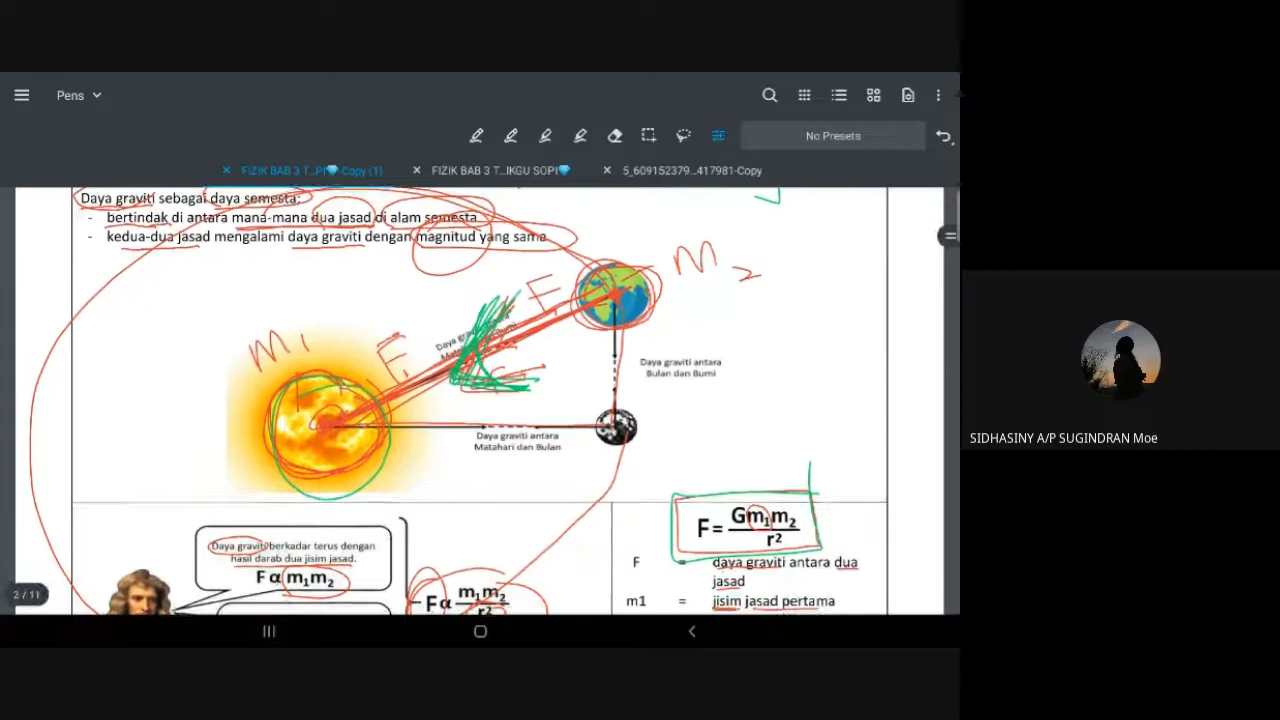 Pens
No Presets
FIZIK BAB 3 T...PI💎-Copy (1)
FIZIK BAB 3 T...IKGU SOPI💎
5_609152379...417981-Copy
Daya graviti sebagai daya semesta:
- bertindak di antara mana-mana dua jasad di alam semesta
- kedua-dua jasad mengalami daya graviti dengan magnitud yang sama
M₂
F
M₁
F
Daya graviti antara
Bulan dan Bumi
Daya graviti antara
Matahari dan Bulan
SIDHASINY A/P SUGINDRAN Moe
F = Gm₁m₂
r²
Daya graviti berkadar terus dengan
hasil darab dua jisim jasad.
F α m₁m₂
F = daya graviti antara dua
jasad
2 / 11
F α m₁m₂
r²
m1 = jisim jasad pertama